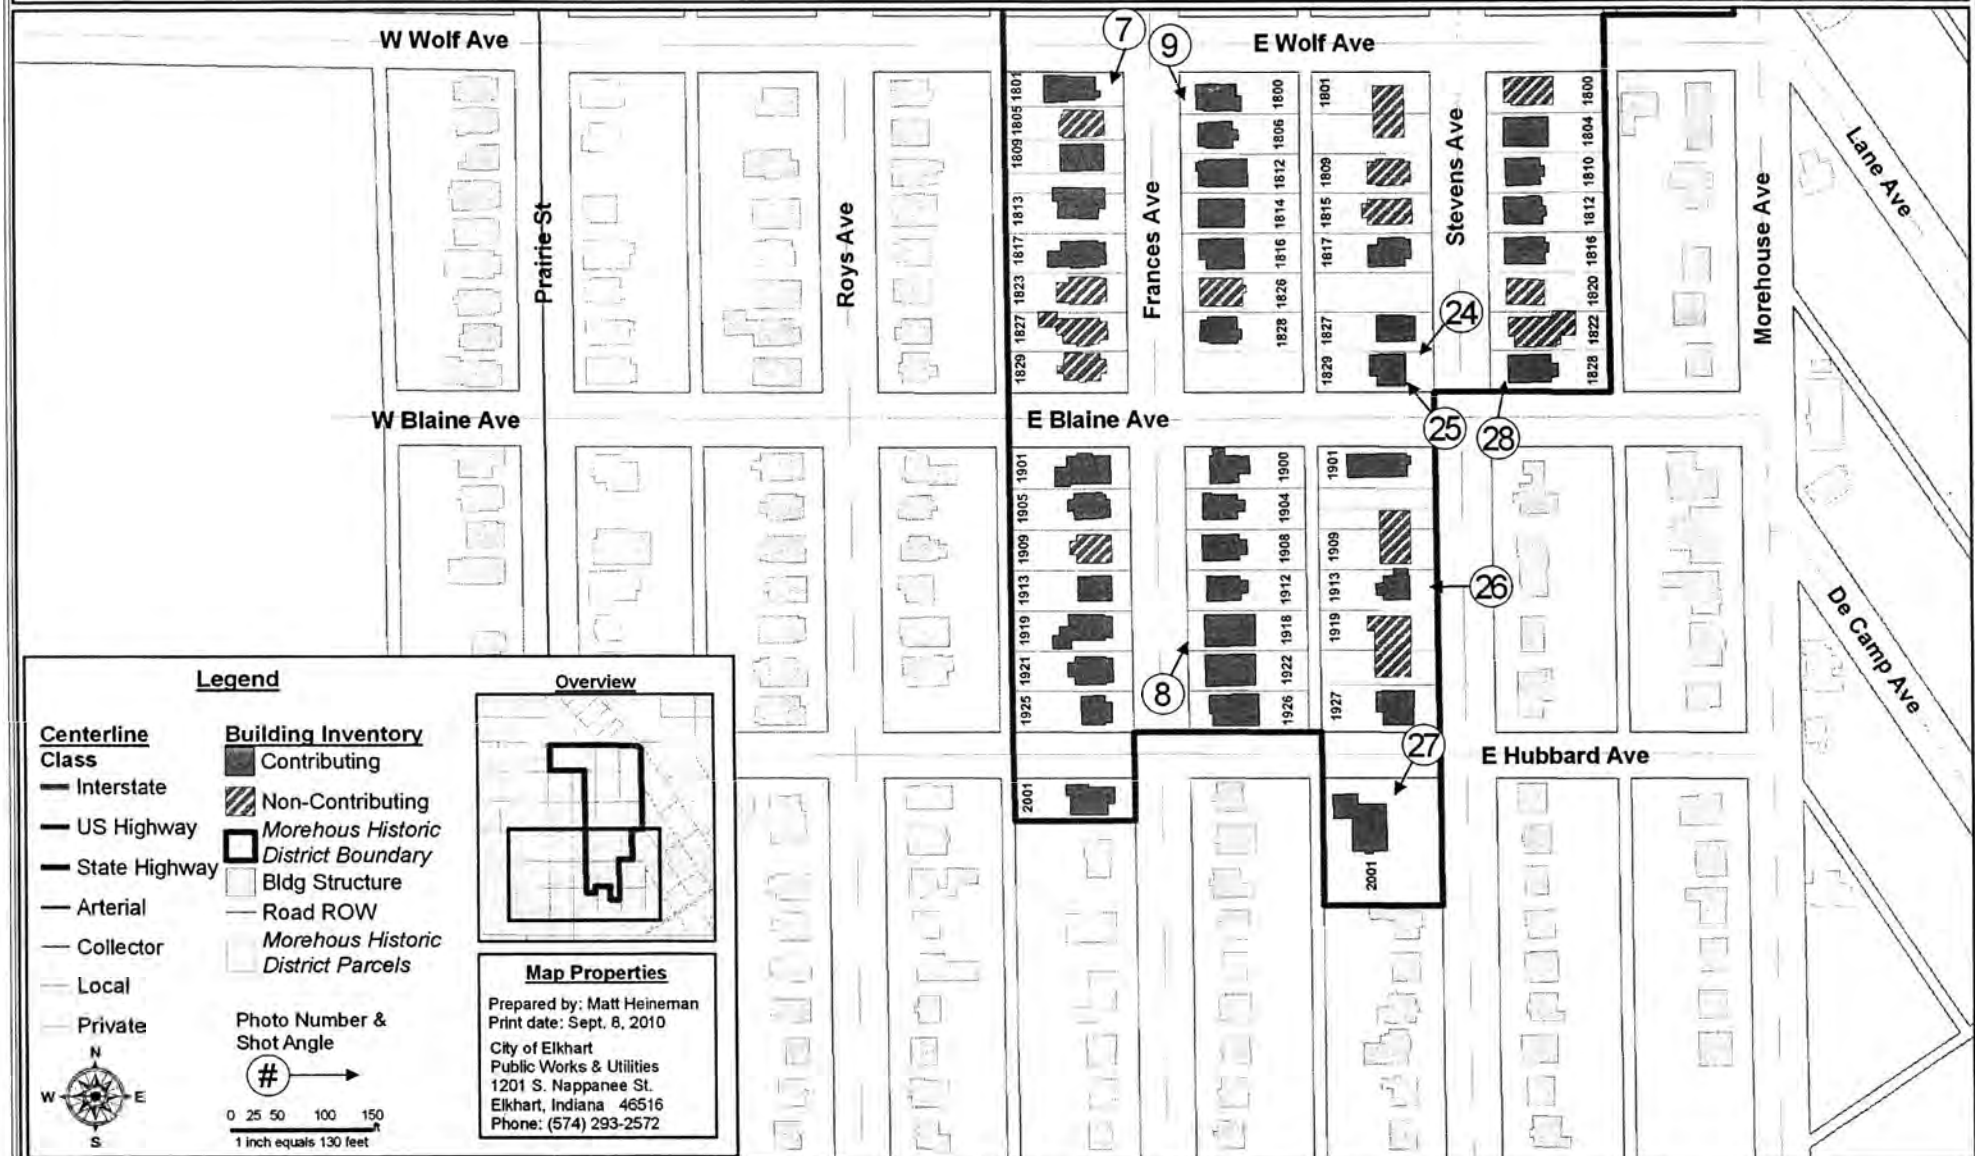 W Wolf Ave
E Wolf Ave
7
9
Prairie St
Roys Ave
Frances Ave
Stevens Ave
Morehouse Ave
Lane Ave
De Camp Ave
1801
1805
1809
1813
1817
1823
1827
1829
1800
1806
1812
1814
1816
1826
1828
1801
1809
1815
1817
1827
1829
1800
1804
1810
1812
1816
1820
1822
1828
24
25
28
W Blaine Ave
E Blaine Ave
1901
1905
1909
1913
1919
1921
1925
1900
1904
1908
1912
1918
1922
1926
1901
1909
1913
1919
1927
26
8
27
E Hubbard Ave
2001
2001
Legend
Centerline
Class
Interstate
US Highway
State Highway
Arterial
Collector
Local
Private
Building Inventory
Contributing
Non-Contributing
Morehous Historic
District Boundary
Bldg Structure
Road ROW
Morehous Historic
District Parcels
Photo Number &
Shot Angle
#
N
W E
S
0 25 50 100 150
ft
1 inch equals 130 feet
Overview
Map Properties
Prepared by: Matt Heineman
Print date: Sept. 8, 2010
City of Elkhart
Public Works & Utilities
1201 S. Nappanee St.
Elkhart, Indiana 46516
Phone: (574) 293-2572